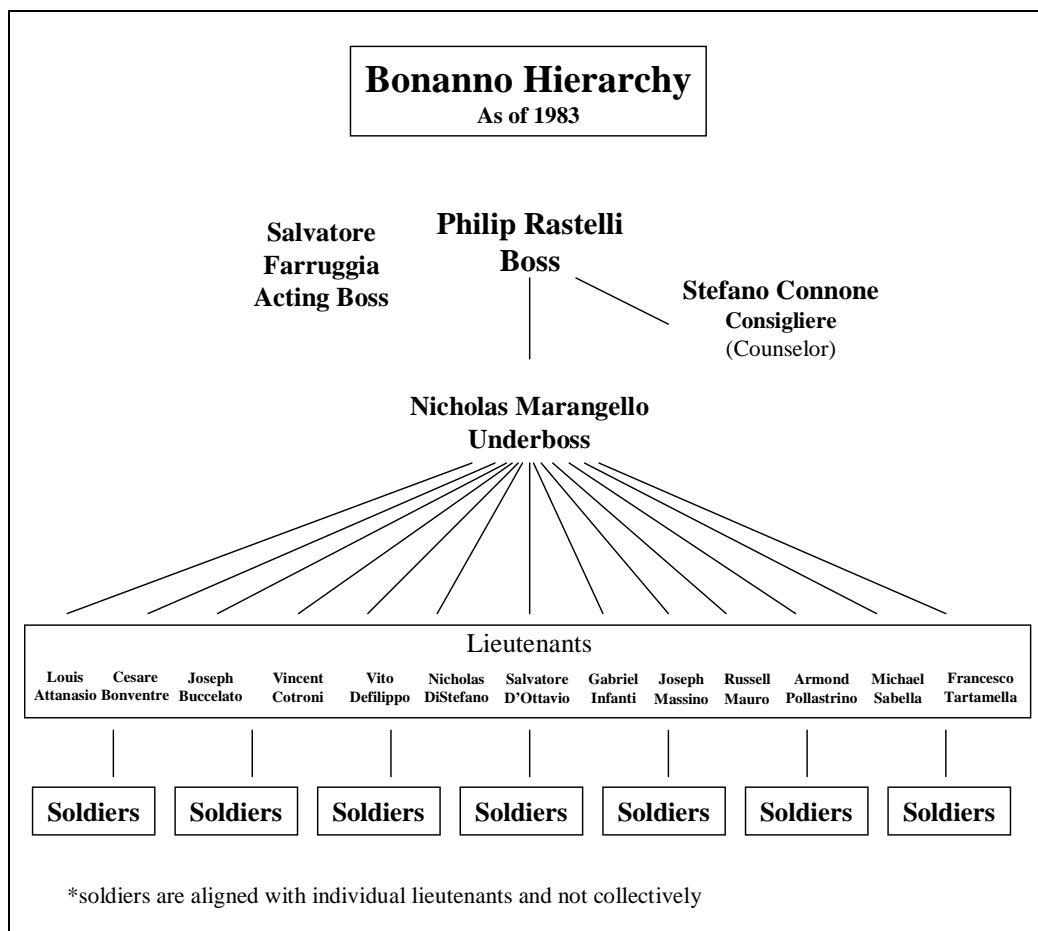 Bonanno Hierarchy
As of 1983
Salvatore
Farruggia
Acting Boss
Philip Rastelli
Boss
Stefano Connone
Consigliere
(Counselor)
Nicholas Marangello
Underboss
Lieutenants
Louis
Attanasio
Cesare
Bonventre
Joseph
Buccelato
Vincent
Cotroni
Vito
Defilippo
Nicholas
DiStefano
Salvatore
D’Ottavio
Gabriel
Infanti
Joseph
Massino
Russell
Mauro
Armond
Pollastrino
Michael
Sabella
Francesco
Tartamella
Soldiers
Soldiers
Soldiers
Soldiers
Soldiers
Soldiers
Soldiers
*soldiers are aligned with individual lieutenants and not collectively